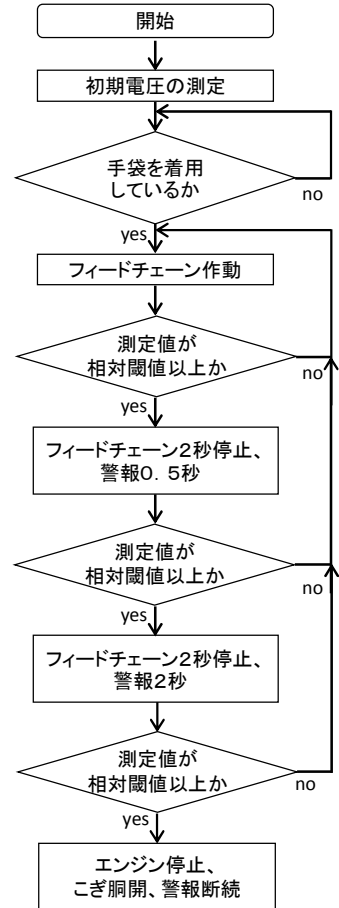 開始
初期電圧の測定
手袋を着用
しているか
no
yes
フィードチェーン作動
測定値が
相対閾値以上か
no
yes
フィードチェーン2秒停止、
警報0．5秒
測定値が
相対閾値以上か
no
yes
フィードチェーン2秒停止、
警報2秒
測定値が
相対閾値以上か
no
yes
エンジン停止、
こぎ胴開、警報断続